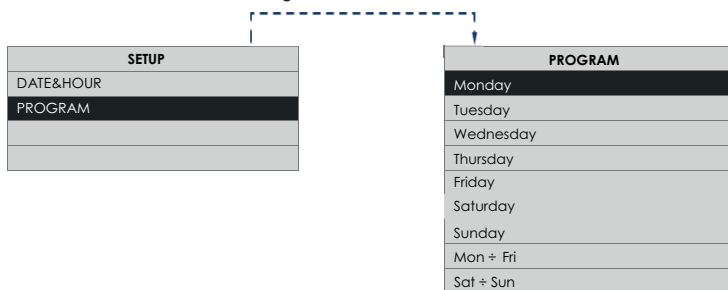 SETUP
DATE&HOUR
PROGRAM
PROGRAM
Monday
Tuesday
Wednesday
Thursday
Friday
Saturday
Sunday
Mon ÷ Fri
Sat ÷ Sun